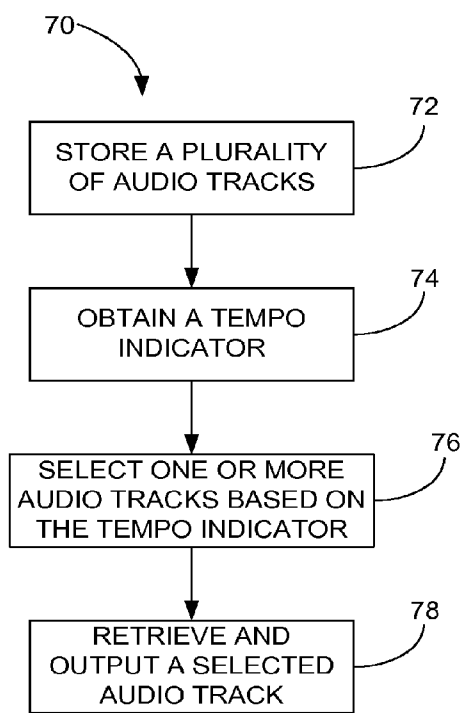 70
72
STORE A PLURALITY
OF AUDIO TRACKS
74
OBTAIN A TEMPO
INDICATOR
76
SELECT ONE OR MORE
AUDIO TRACKS BASED ON
THE TEMPO INDICATOR
78
RETRIEVE AND
OUTPUT A SELECTED
AUDIO TRACK